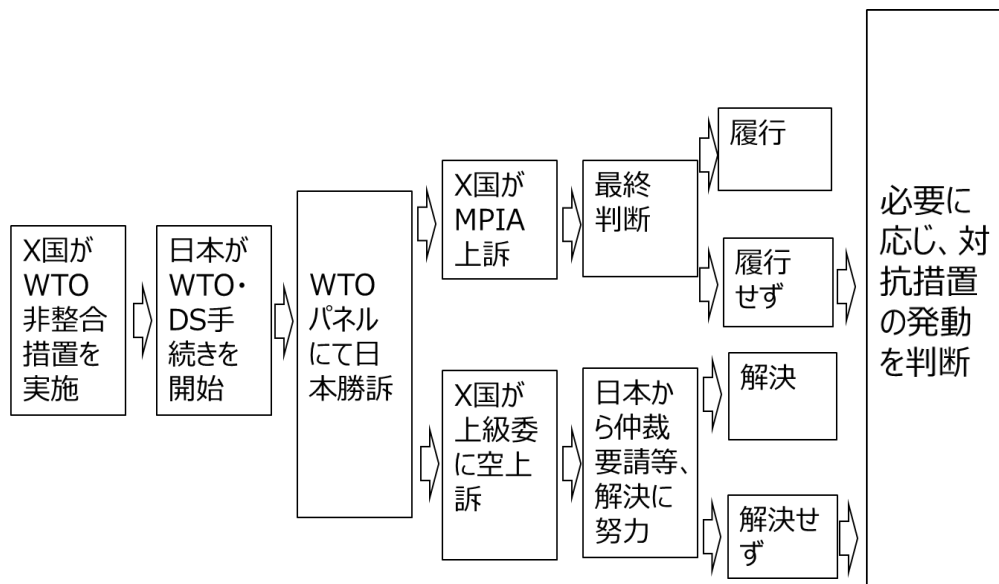 X国が
WTO
非整合
措置を
実施
日本が
WTO・
DS手
続きを
開始
WTO
パネル
にて日
本勝訴
X国が
MPIA
上訴
最終
判断
履行
履行
せず
X国が
上級委
に空上
訴
日本か
ら仲裁
要請等、
解決に
努力
解決
解決せ
ず
必要に
応じ、対
抗措置
の発動
を判断